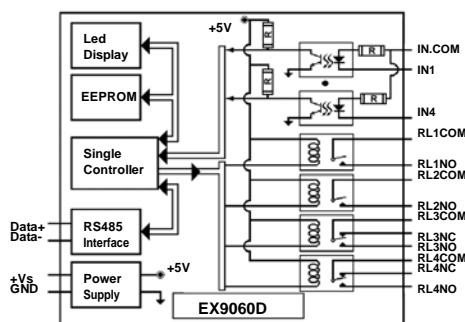 +5V
Led
Display
EEPROM
Single
Controller
RS485
Interface
Power
Supply
+5V
Data+
Data-
+Vs
GND
R
R
R
R
IN.COM
IN1
IN4
RL1COM
RL1NO
RL2COM
RL2NO
RL3COM
RL3NC
RL3NO
RL4COM
RL4NC
RL4NO
EX9060D